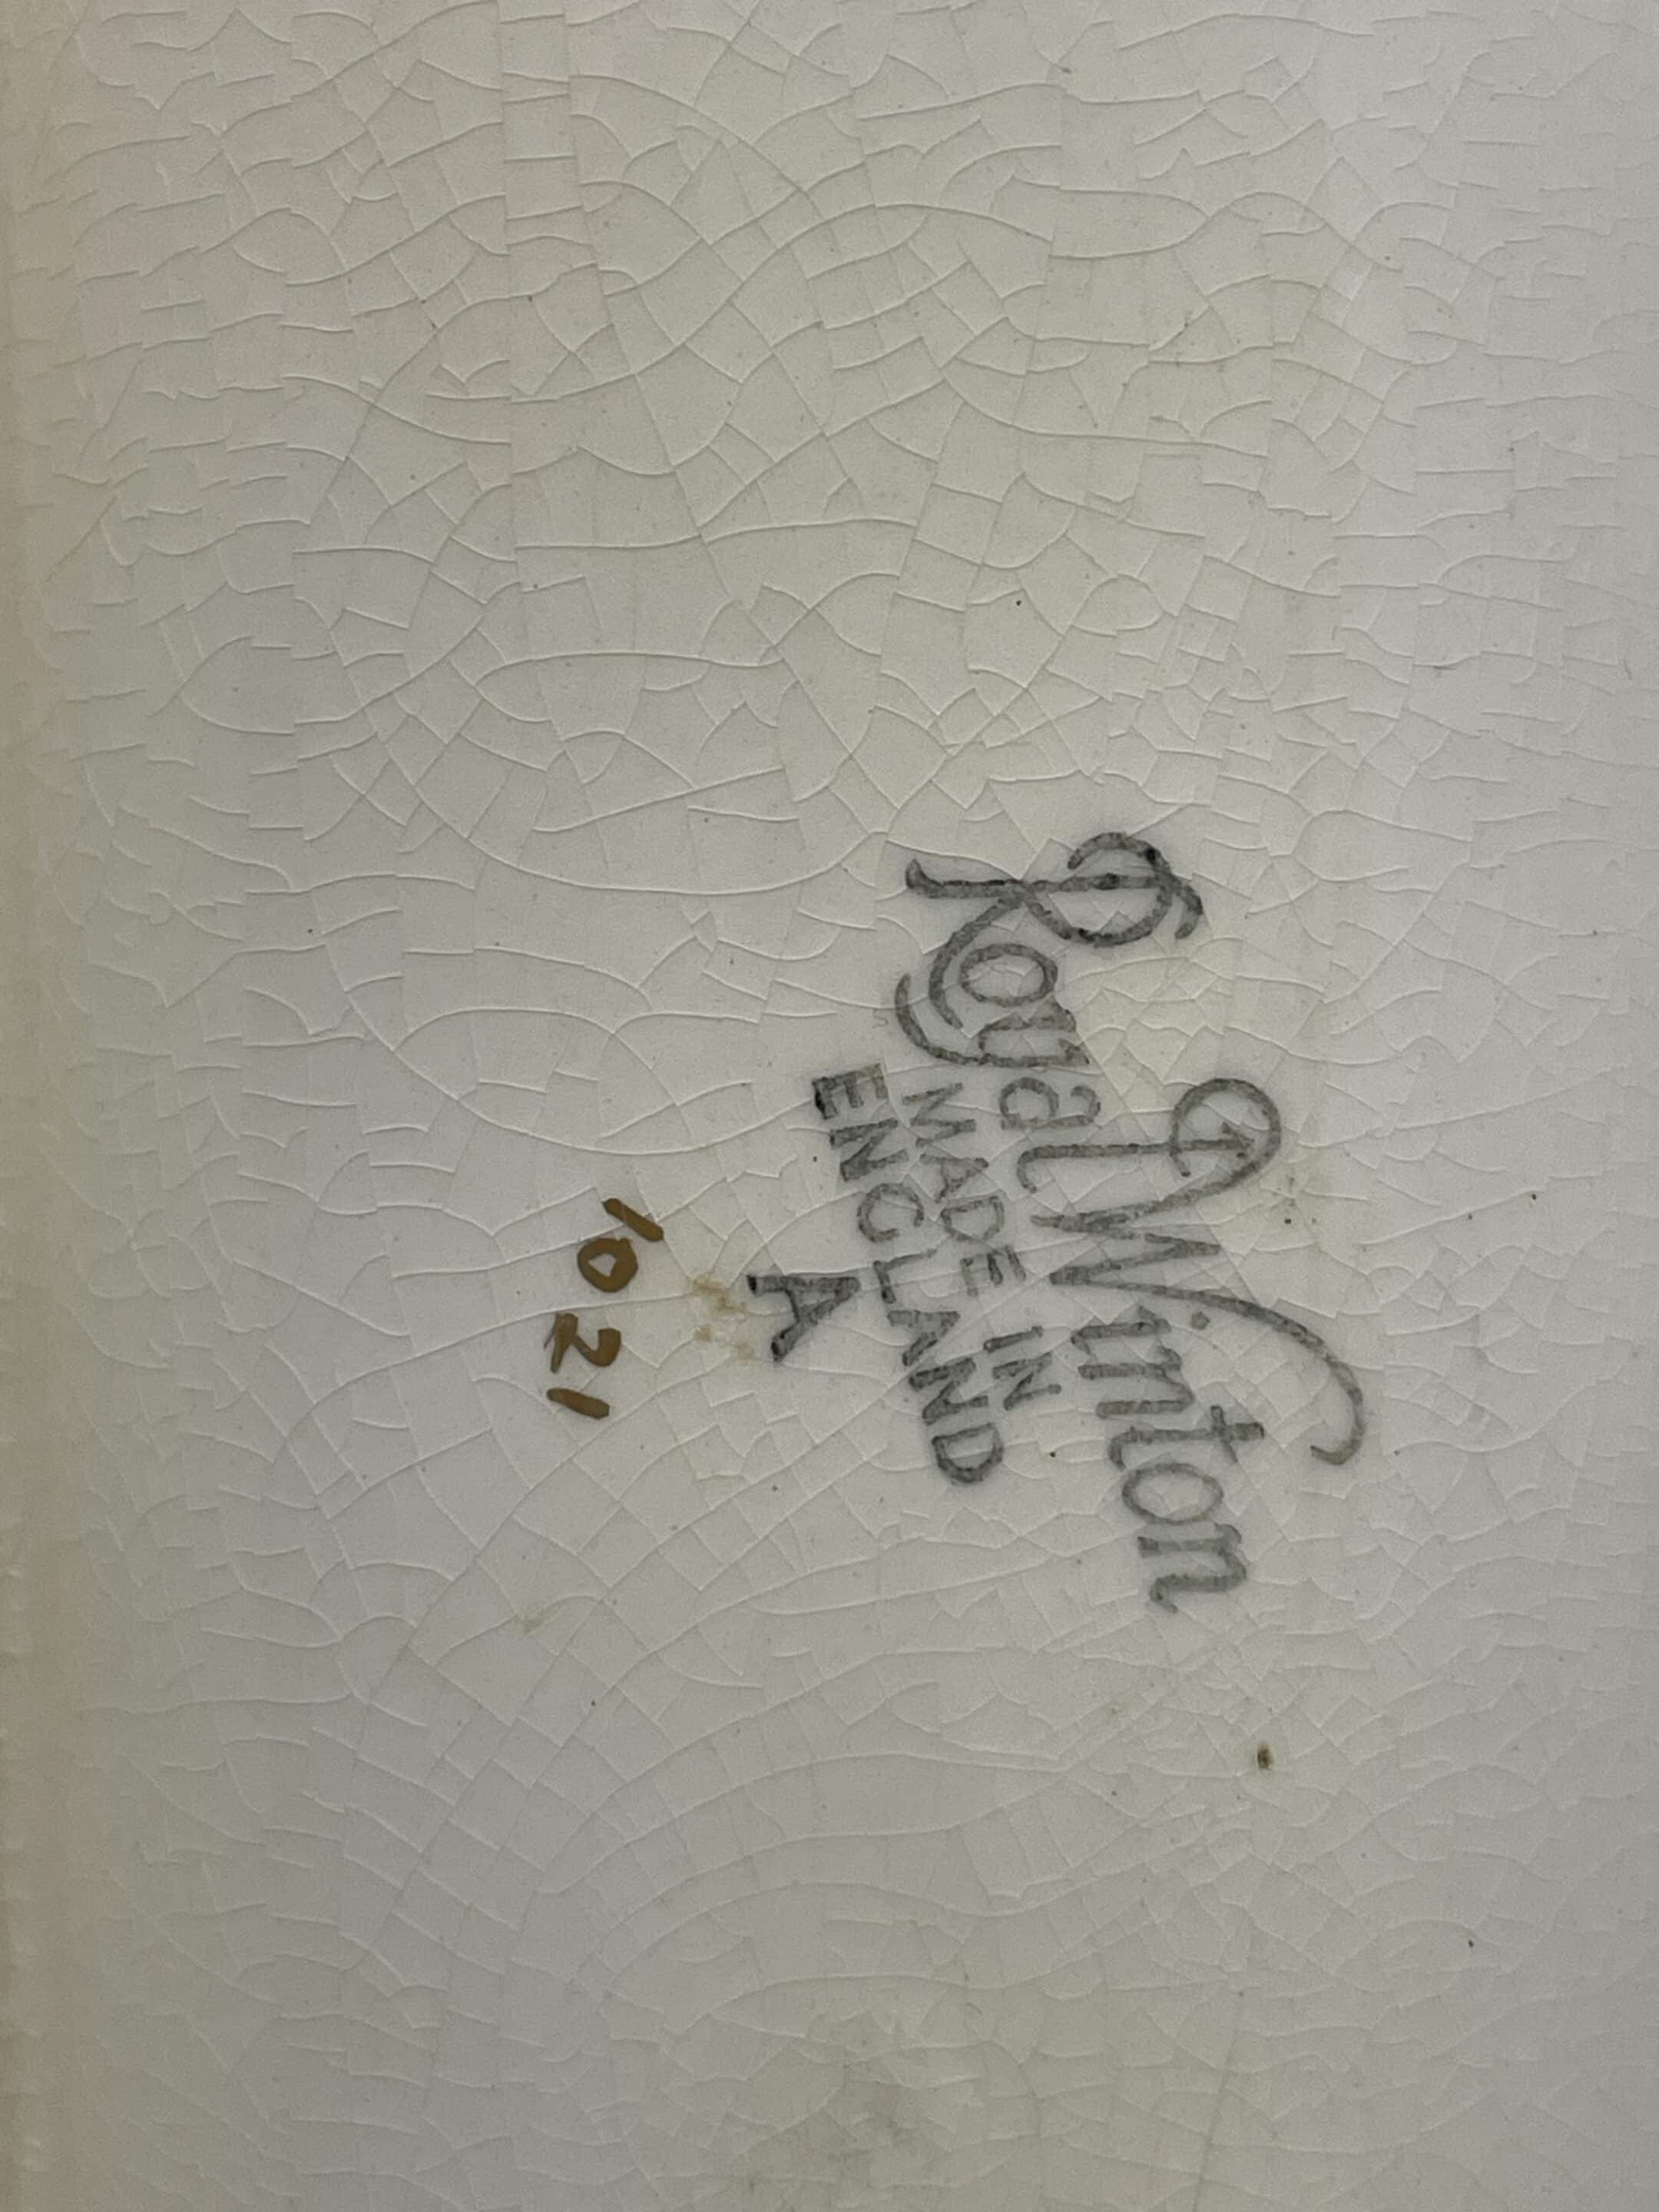 Royal Winton
MADE IN
ENGLAND
A
1021